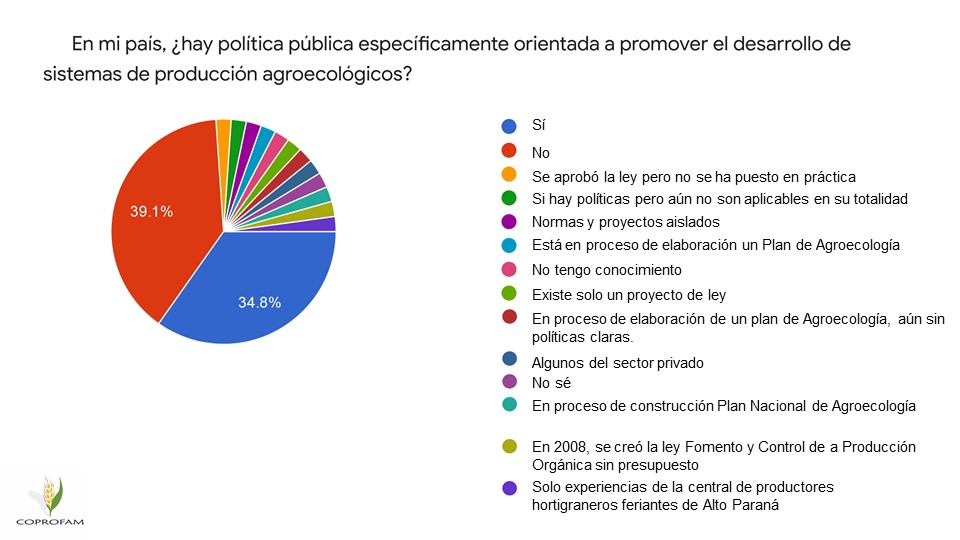 En mi país, ¿hay política pública específicamente orientada a promover el desarrollo de
sistemas de producción agroecológicos?
39.1%
34.8%
Sí
No
Se aprobó la ley pero no se ha puesto en práctica
Si hay políticas pero aún no son aplicables en su totalidad
Normas y proyectos aislados
Está en proceso de elaboración un Plan de Agroecología
No tengo conocimiento
Existe solo un proyecto de ley
En proceso de elaboración de un plan de Agroecología, aún sin
políticas claras.
Algunos del sector privado
No sé
En proceso de construcción Plan Nacional de Agroecología
En 2008, se creó la ley Fomento y Control de a Producción
Orgánica sin presupuesto
Solo experiencias de la central de productores
hortigraneros feriantes de Alto Paraná
COPROFAM